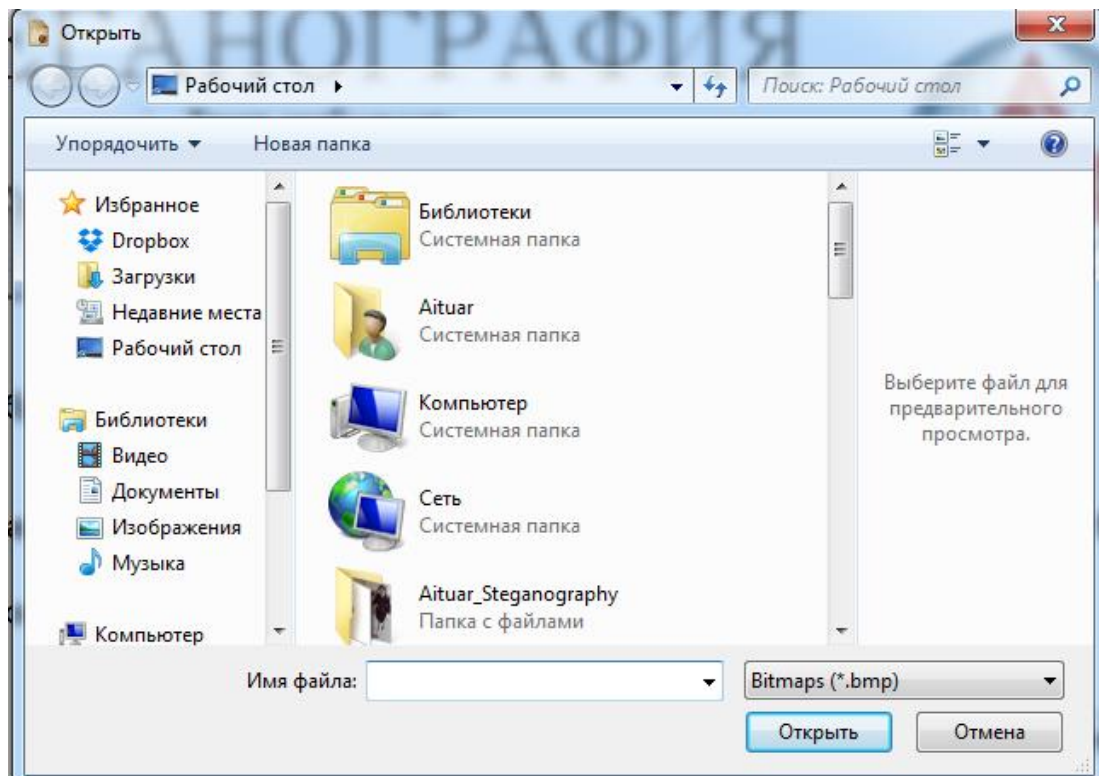 Открыть
АНОГРАФИЯ
Рабочий стол
Поиск: Рабочий стол
Упорядочить
Новая папка
Избранное
Dropbox
Загрузки
Недавние места
Рабочий стол
Библиотеки
Видео
Документы
Изображения
Музыка
Компьютер
Библиотеки
Системная папка
Aituar
Системная папка
Компьютер
Системная папка
Сеть
Системная папка
Aituar_Steganography
Папка с файлами
Выберите файл для
предварительного
просмотра.
Имя файла:
Bitmaps (*.bmp)
Открыть
Отмена